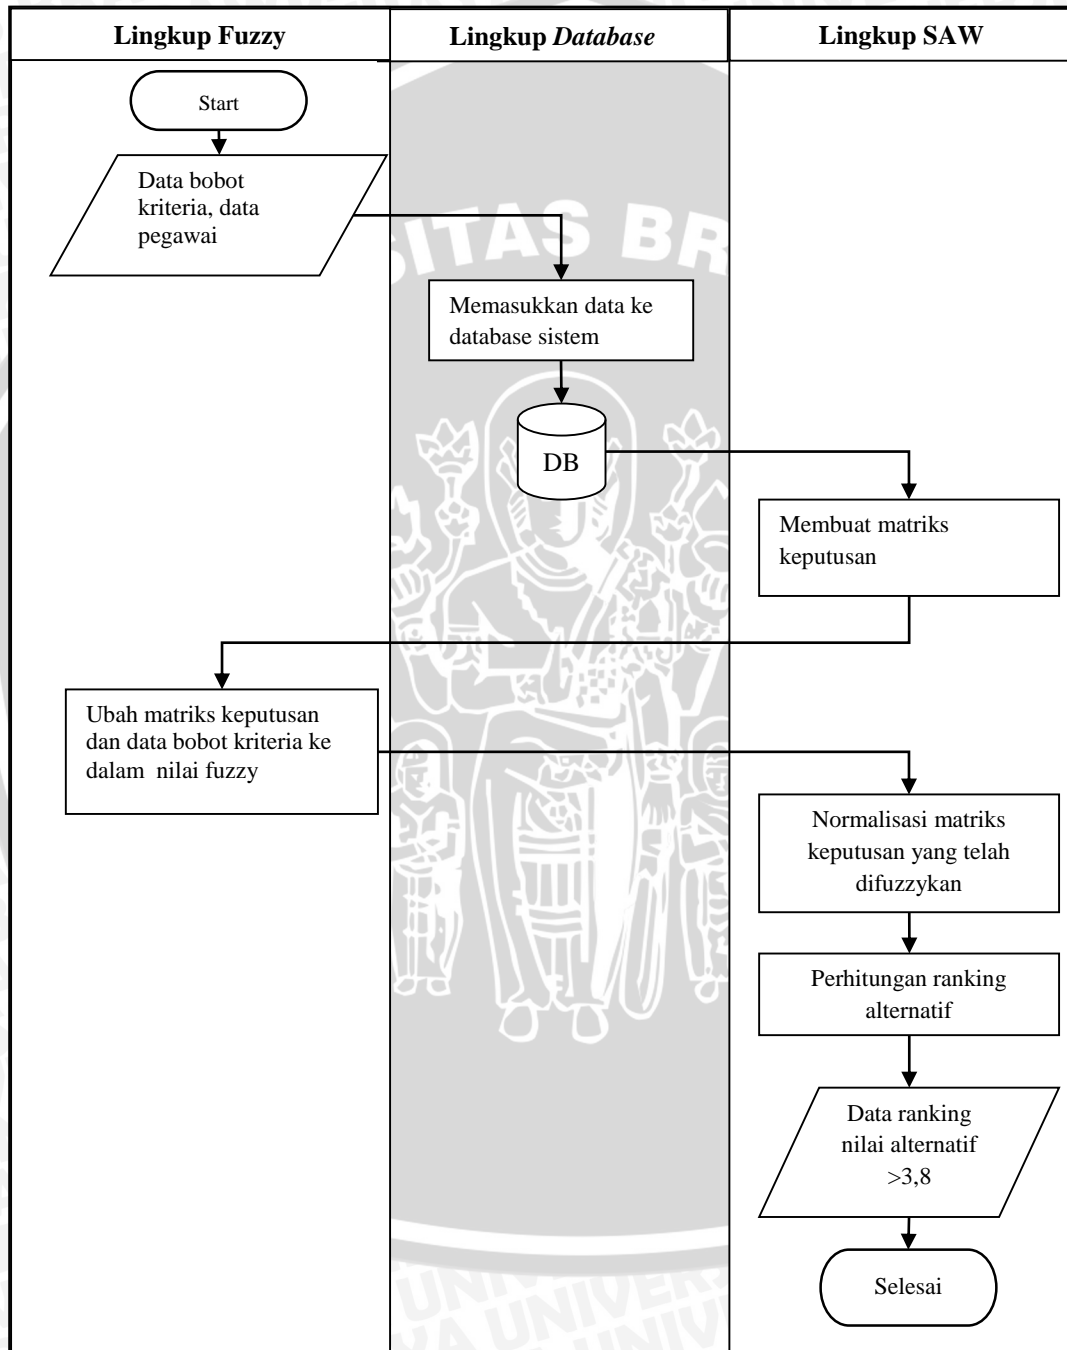 Lingkup Fuzzy
Lingkup Database
Lingkup SAW
Start
Data bobot
kriteria, data
pegawai
SITAS BR
Memasukkan data ke
database sistem
DB
Membuat matriks
keputusan
Ubah matriks keputusan
dan data bobot kriteria ke
dalam nilai fuzzy
Normalisasi matriks
keputusan yang telah
difuzzykan
Perhitungan ranking
alternatif
Data ranking
nilai alternatif
>3,8
Selesai